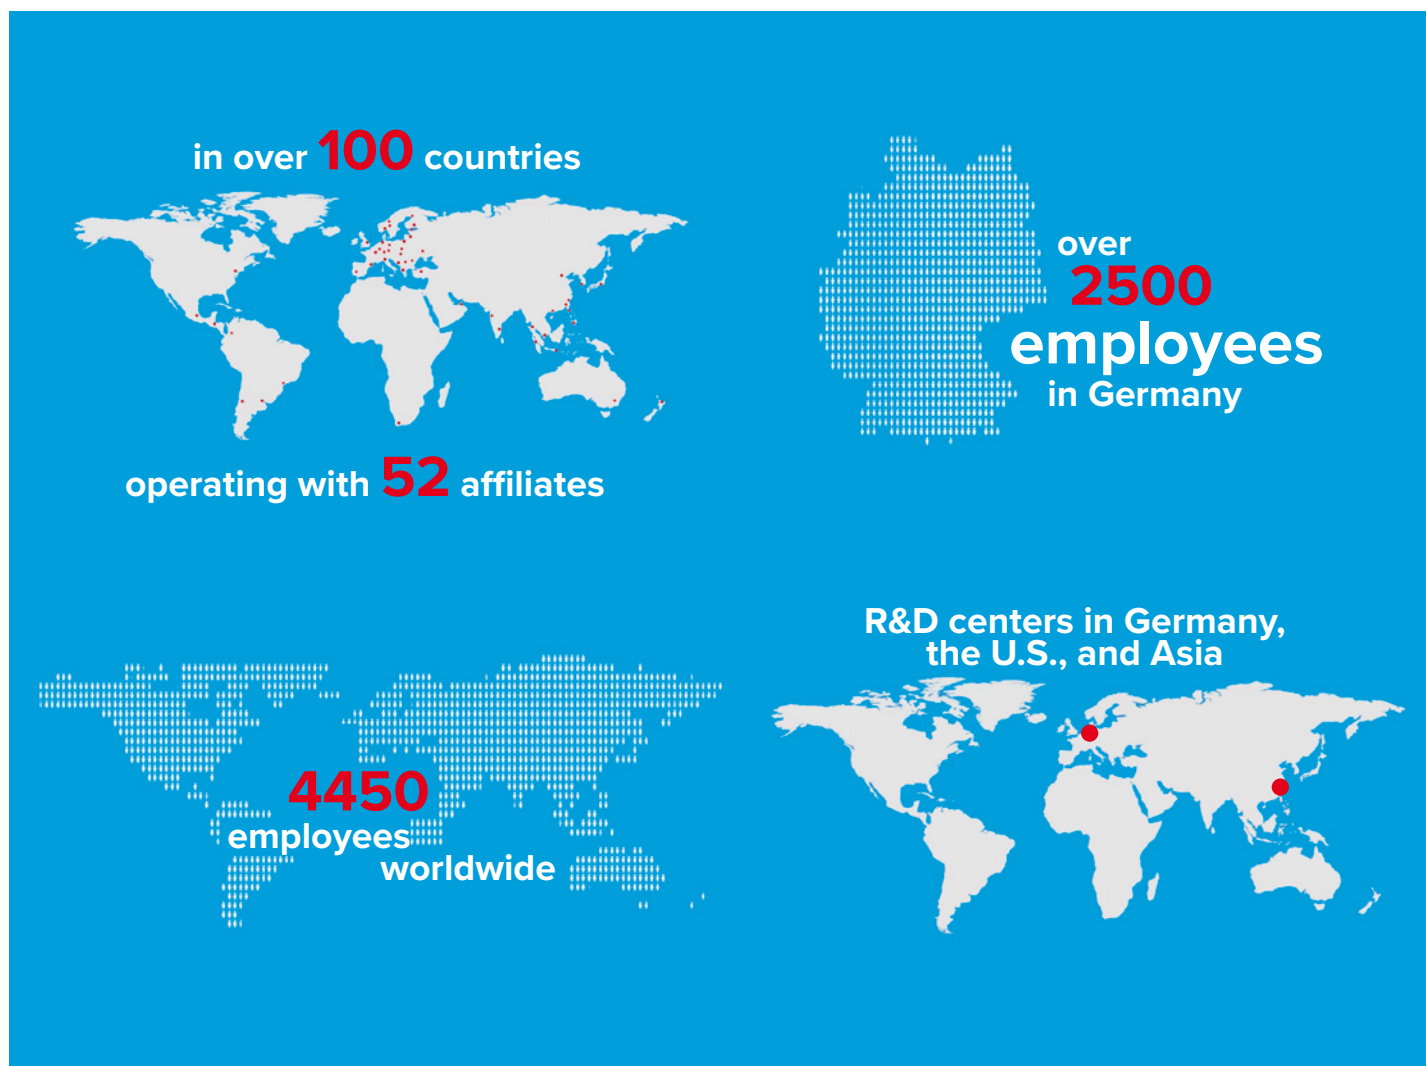 in over 100 countries
operating with 52 affiliates
over
2500
employees
in Germany
4450
employees
worldwide
R&D centers in Germany,
the U.S., and Asia